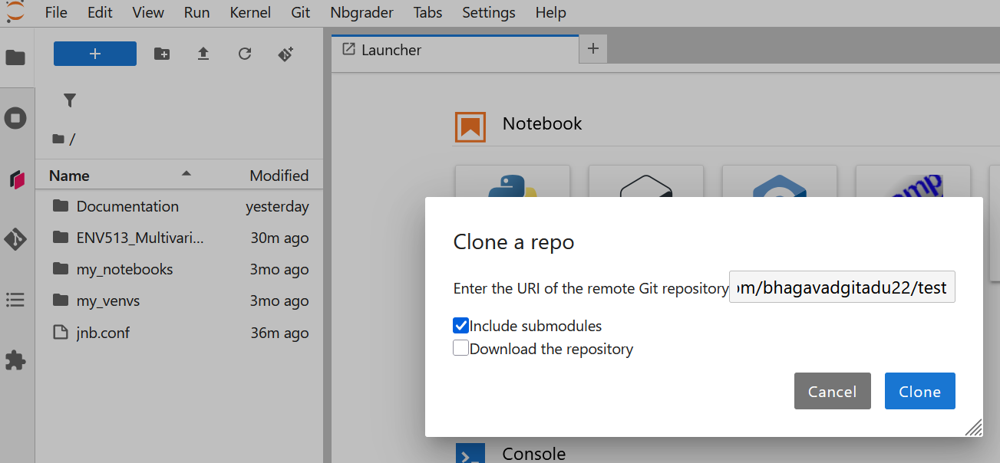 File Edit View Run Kernel Git Nbgrader Tabs Settings Help
Launcher
/
Name Modified
Documentation yesterday
ENV513_Multivari... 30m ago
my_notebooks 3mo ago
my_venvs 3mo ago
jnb.conf 36m ago
Notebook
Clone a repo
Enter the URI of the remote Git repository om/bhagavadgitadu22/test
Include submodules
Download the repository
Cancel Clone
Console